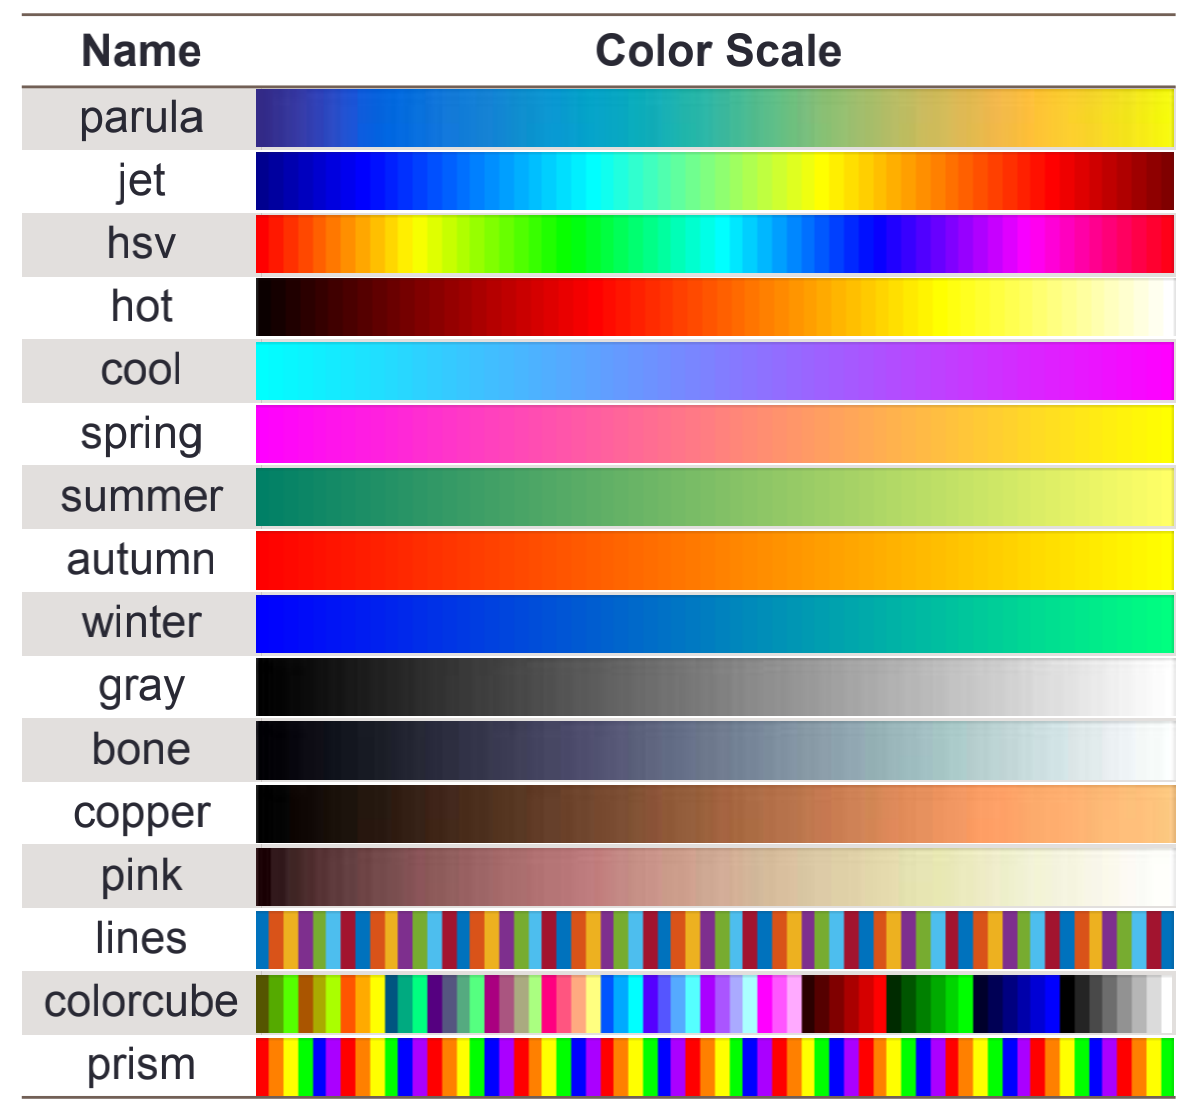 Name Color Scale
parula
jet
hsv
hot
cool
spring
summer
autumn
winter
gray
bone
copper
pink
lines
colorcube
prism